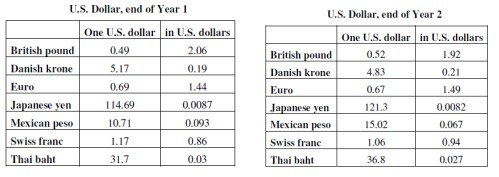 U.S. Dollar, end of Year 1
One U.S. dollar in U.S. dollars
British pound 0.49 2.06
Danish krone 5.17 0.19
Euro 0.69 1.44
Japanese yen 114.69 0.0087
Mexican peso 10.71 0.093
Swiss franc 1.17 0.86
Thai baht 31.7 0.03
U.S. Dollar, end of Year 2
One U.S. dollar in U.S. dollars
British pound 0.52 1.92
Danish krone 4.83 0.21
Euro 0.67 1.49
Japanese yen 121.3 0.0082
Mexican peso 15.02 0.067
Swiss franc 1.06 0.94
Thai baht 36.8 0.027